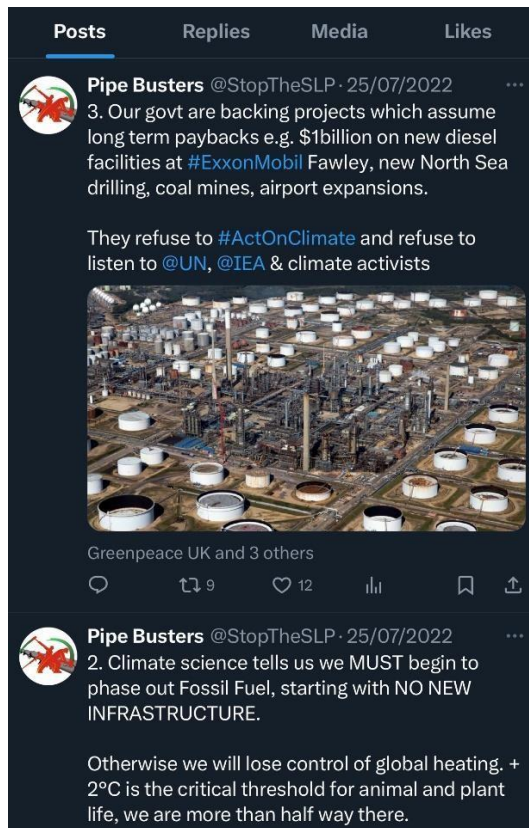 Posts Replies Media Likes
Pipe Busters @StopTheSLP · 25/07/2022 ...
3. Our govt are backing projects which assume
long term paybacks e.g. $1billion on new diesel
facilities at #ExxonMobil Fawley, new North Sea
drilling, coal mines, airport expansions.
They refuse to #ActOnClimate and refuse to
listen to @UN, @IEA & climate activists
Greenpeace UK and 3 others
9 12
Pipe Busters @StopTheSLP · 25/07/2022 ...
2. Climate science tells us we MUST begin to
phase out Fossil Fuel, starting with NO NEW
INFRASTRUCTURE.
Otherwise we will lose control of global heating. +
2°C is the critical threshold for animal and plant
life, we are more than half way there.